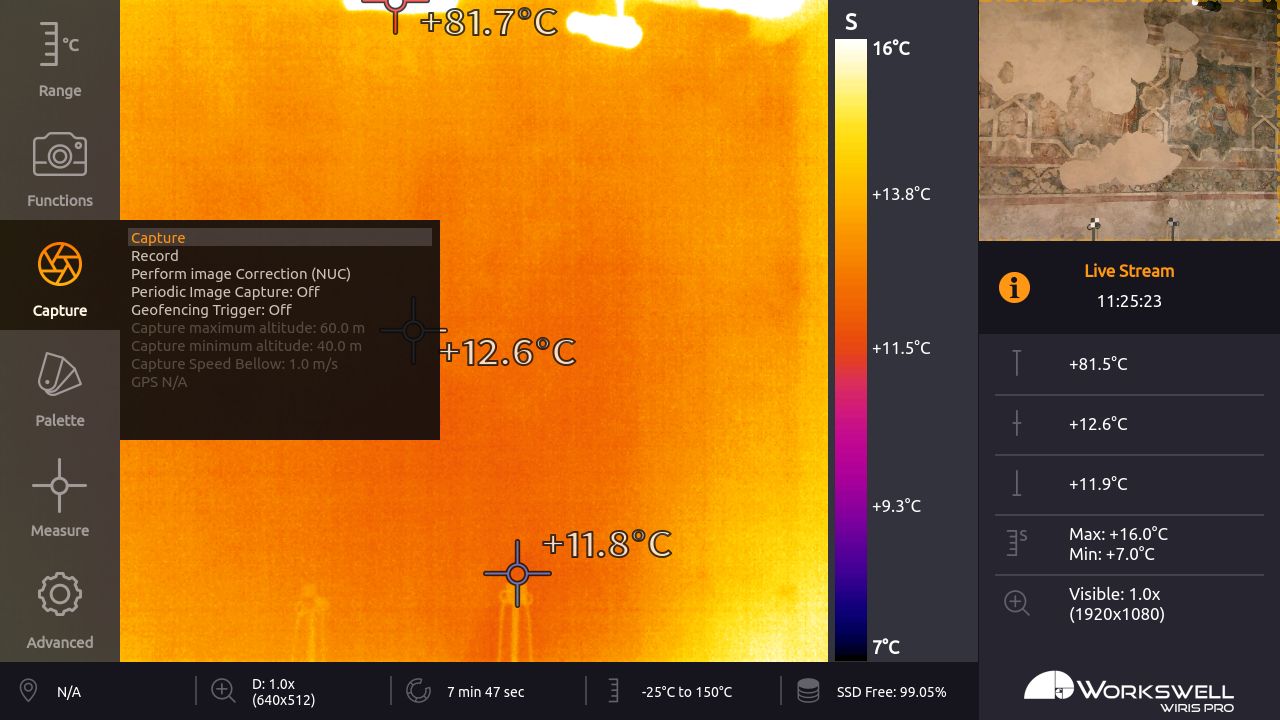 °C
Range
Functions
Capture
Palette
Measure
Advanced
Capture
Record
Perform image Correction (NUC)
Periodic Image Capture: Off
Geofencing Trigger: Off
Capture maximum altitude: 60.0 m
Capture minimum altitude: 40.0 m
Capture Speed Bellow: 1.0 m/s
GPS N/A
+81.7°C
+12.6°C
+11.8°C
S
16°C
+13.8°C
+11.5°C
+9.3°C
7°C
i
Live Stream
11:25:23
+81.5°C
+12.6°C
+11.9°C
S
Max: +16.0°C
Min: +7.0°C
Visible: 1.0x
(1920x1080)
N/A
D: 1.0x
(640x512)
7 min 47 sec
-25°C to 150°C
SSD Free: 99.05%
WORKSWELL
WIRIS PRO